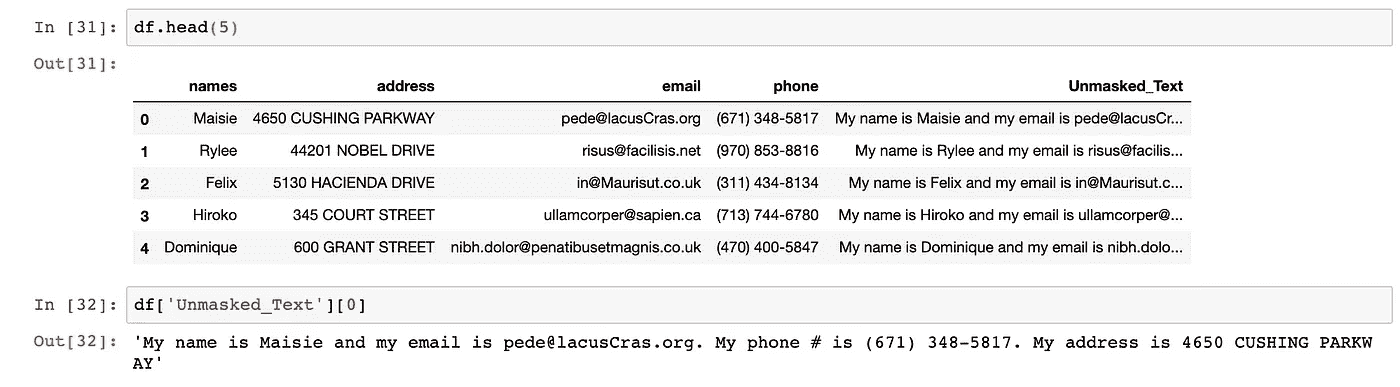 In [31]: df.head(5)
Out[31]:
names address email phone Unmasked_Text
0 Maisie 4650 CUSHING PARKWAY pede@lacusCras.org (671) 348-5817 My name is Maisie and my email is pede@lacusCr...
1 Rylee 44201 NOBEL DRIVE risus@facilisis.net (970) 853-8816 My name is Rylee and my email is risus@facilis...
2 Felix 5130 HACIENDA DRIVE in@Maurisut.co.uk (311) 434-8134 My name is Felix and my email is in@Maurisut.c...
3 Hiroko 345 COURT STREET ullamcorper@sapien.ca (713) 744-6780 My name is Hiroko and my email is ullamcorper@...
4 Dominique 600 GRANT STREET nibh.dolor@penatibusetmagnis.co.uk (470) 400-5847 My name is Dominique and my email is nibh.dolo...
In [32]: df['Unmasked_Text'][0]
Out[32]: 'My name is Maisie and my email is pede@lacusCras.org. My phone # is (671) 348-5817. My address is 4650 CUSHING PARKW
AY'